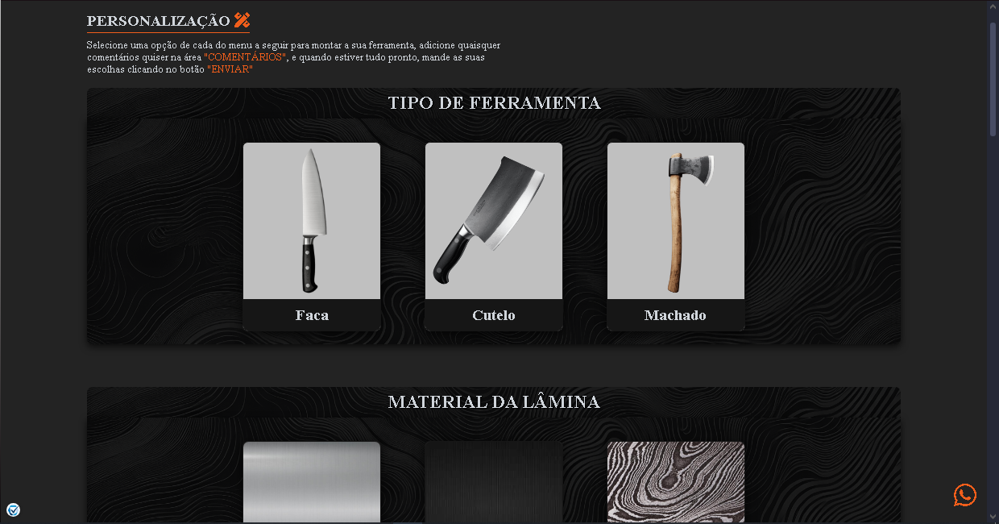 PERSONALIZAÇÃO
Selecione uma opção de cada do menu a seguir para montar a sua ferramenta, adicione quaisquer
comentários quiser na área "COMENTÁRIOS", e quando estiver tudo pronto, mande as suas
escolhas clicando no botão "ENVIAR"
TIPO DE FERRAMENTA
Faca
Cutelo
Machado
MATERIAL DA LÂMINA